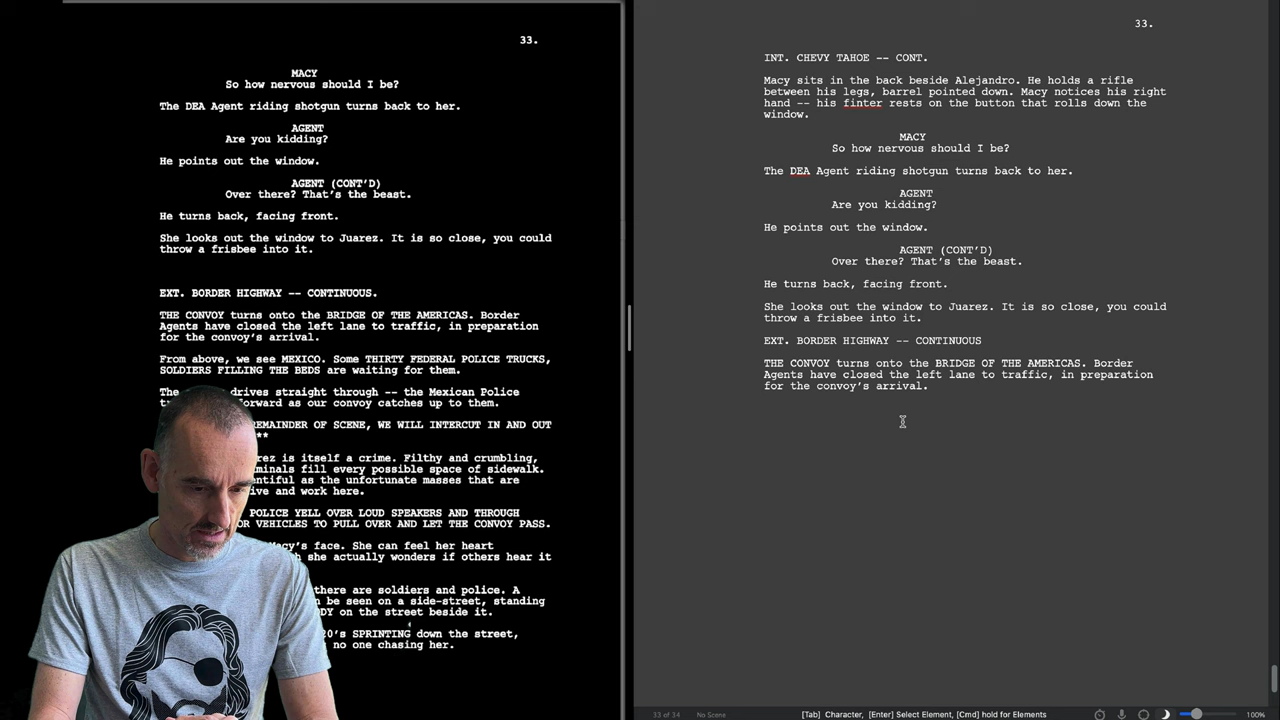 33.
MACY
So how nervous should I be?
The DEA Agent riding shotgun turns back to her.
AGENT
Are you kidding?
He points out the window.
AGENT (CONT'D)
Over there? That's the beast.
He turns back, facing front.
She looks out the window to Juarez. It is so close, you could
throw a frisbee into it.
EXT. BORDER HIGHWAY -- CONTINUOUS.
THE CONVOY turns onto the BRIDGE OF THE AMERICAS. Border
Agents have closed the left lane to traffic, in preparation
for the convoy's arrival.
From above, we see MEXICO. Some THIRTY FEDERAL POLICE TRUCKS,
SOLDIERS FILLING THE BEDS are waiting for them.
The drives straight through -- the Mexican Police
forward as our convoy catches up to them.
REMAINDER OF SCENE, WE WILL INTERCUT IN AND OUT
**
is itself a crime. Filthy and crumbling,
fill every possible space of sidewalk.
as the unfortunate masses that are
and work here.
POLICE YELL OVER LOUD SPEAKERS AND THROUGH
VEHICLES TO PULL OVER AND LET THE CONVOY PASS.
Macy's face. She can feel her heart
she actually wonders if others hear it
there are soldiers and police. A
be seen on a side-street, standing
on the street beside it.
SPRINTING down the street,
no one chasing her.
33.
INT. CHEVY TAHOE -- CONT.
Macy sits in the back beside Alejandro. He holds a rifle
between his legs, barrel pointed down. Macy notices his right
hand -- his finter rests on the button that rolls down the
window.
MACY
So how nervous should I be?
The DEA Agent riding shotgun turns back to her.
AGENT
Are you kidding?
He points out the window.
AGENT (CONT'D)
Over there? That's the beast.
He turns back, facing front.
She looks out the window to Juarez. It is so close, you could
throw a frisbee into it.
EXT. BORDER HIGHWAY -- CONTINUOUS
THE CONVOY turns onto the BRIDGE OF THE AMERICAS. Border
Agents have closed the left lane to traffic, in preparation
for the convoy's arrival.
33 of 34 No Scene [Tab] Character, [Enter] Select Element, [Cmd] hold for Elements 100%